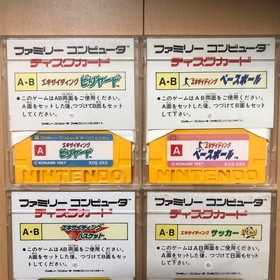 ファミリー コンピュータ
ディスクカード
A・B
エキサイティング
ビリヤード
●このゲームはAB両面をご使用ください。
A面をセットした後、つづけてB面もセット
してください。
A
エキサイティング
ビリヤード
©KONAMI 1987
KDS-EKS
NINTENDO
ファミリー コンピュータ
ディスクカード
A・B
エキサイティング
ベースボール
●このゲームはAB両面をご使用ください。
A面をセットした後、つづけてB面もセッ
トして下さい。
A
エキサイティング
ベースボール
©KONAMI 1987
NINTENDO
ファミリー コンピュータ
ディスクカード
A・B
エキサイティング
バスケット
●このゲームはAB両面をご使用ください。
A面をセットした後、つづけてB面もセット
ファミリー コンピュータ
ディスクカード
A・B
エキサイティング
サッカー
●このゲームはAB両面をご使用ください。
A面をセットした後、つづけてB面もセッ